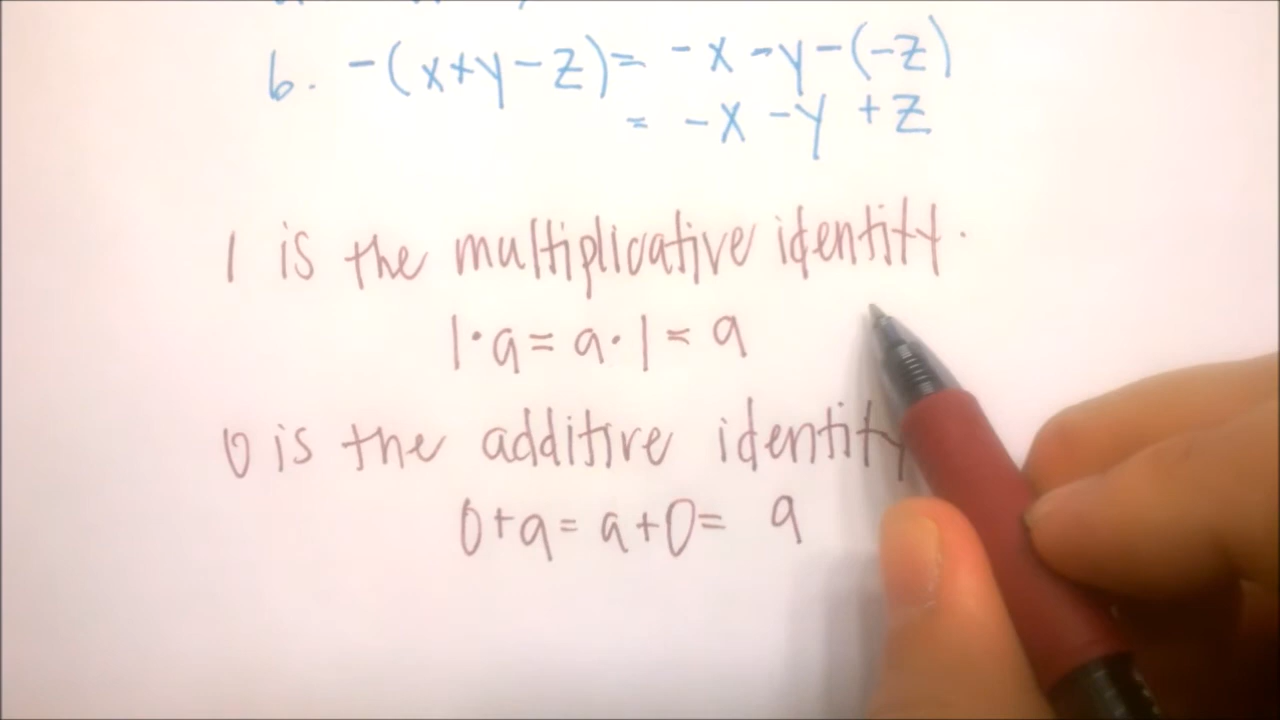 6. -(x+y-z)= -x-y-(-z)
= -x-y+z
1 is the multiplicative identity.
1·a=a·1=a
0 is the additive identity
0+a=a+0= a